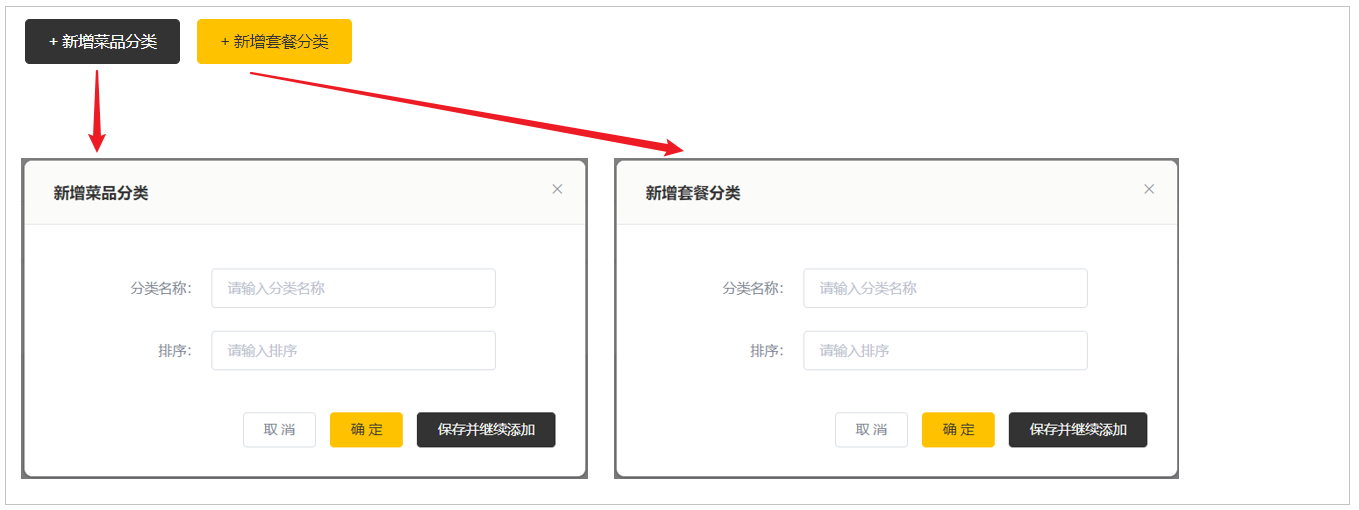 + 新增菜品分类
+ 新增套餐分类
新增菜品分类
分类名称:
请输入分类名称
排序:
请输入排序
取 消
确 定
保存并继续添加
新增套餐分类
分类名称:
请输入分类名称
排序:
请输入排序
取 消
确 定
保存并继续添加